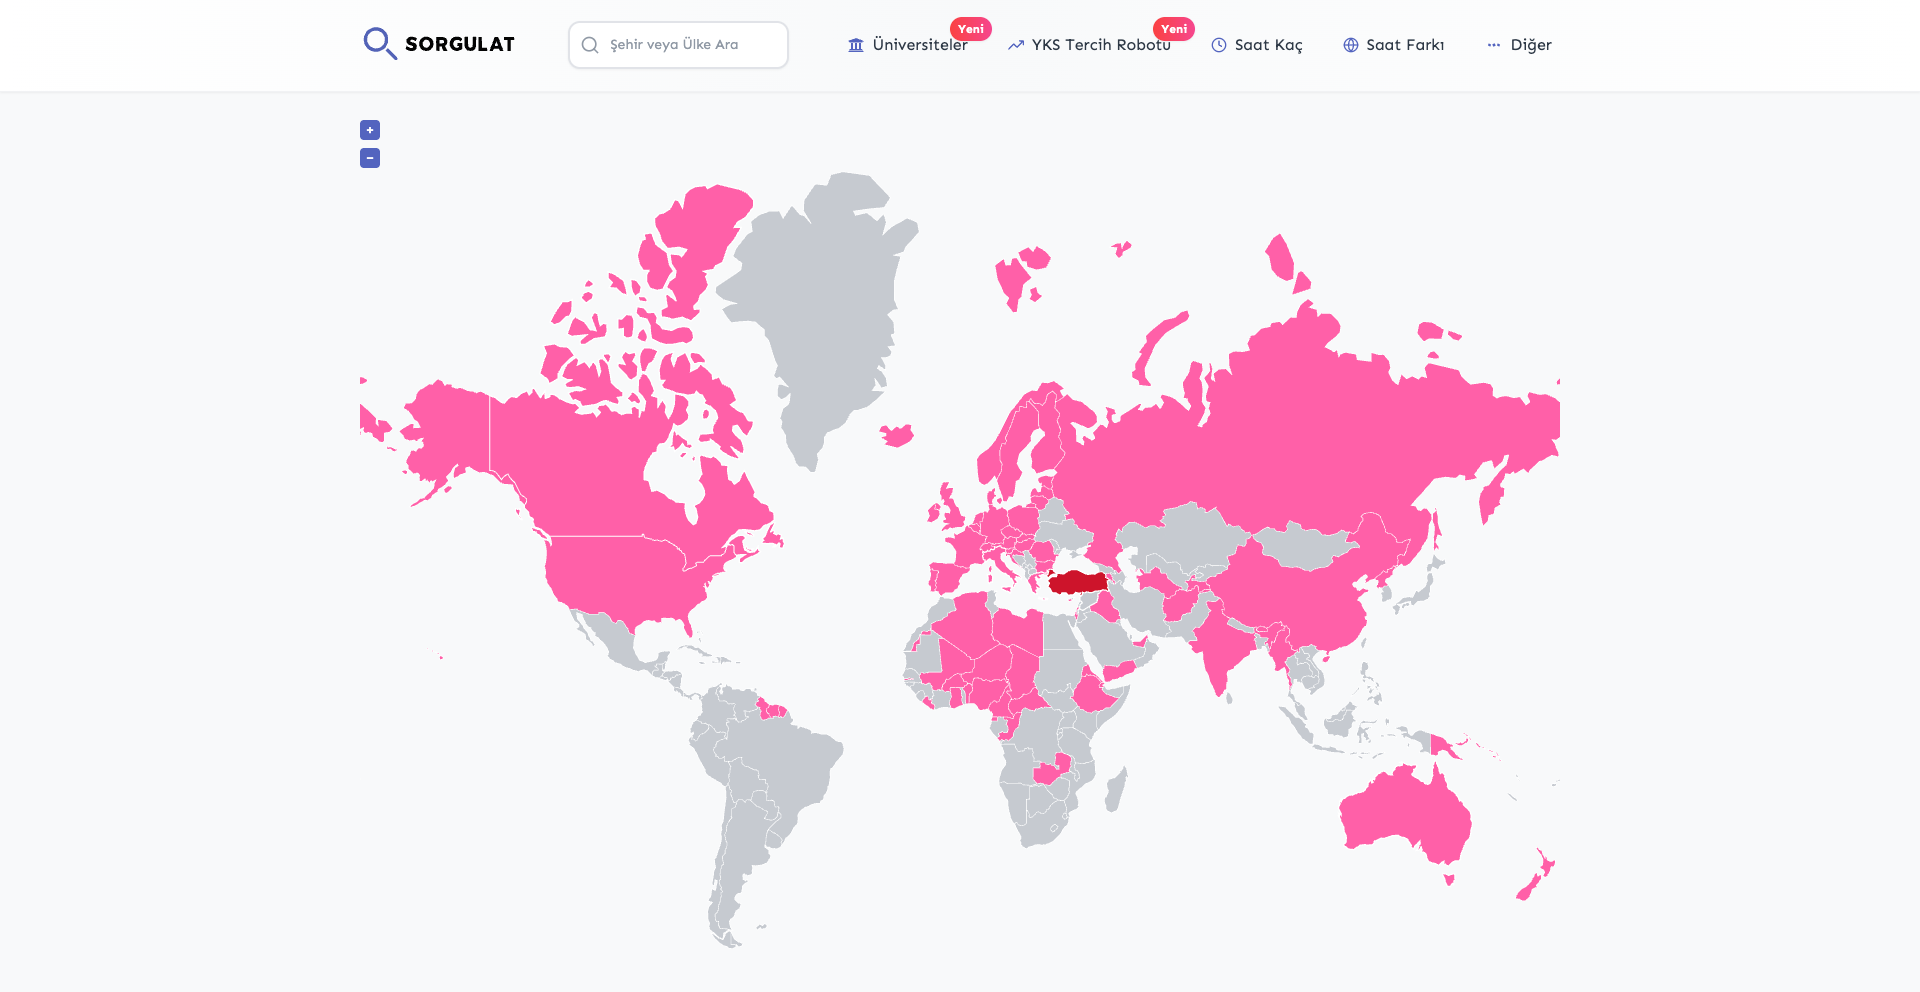 SORGULAT
Şehir veya Ülke Ara
Üniversiteler
Yeni
YKS Tercih Robotu
Yeni
Saat Kaç
Saat Farkı
Diğer
+
−